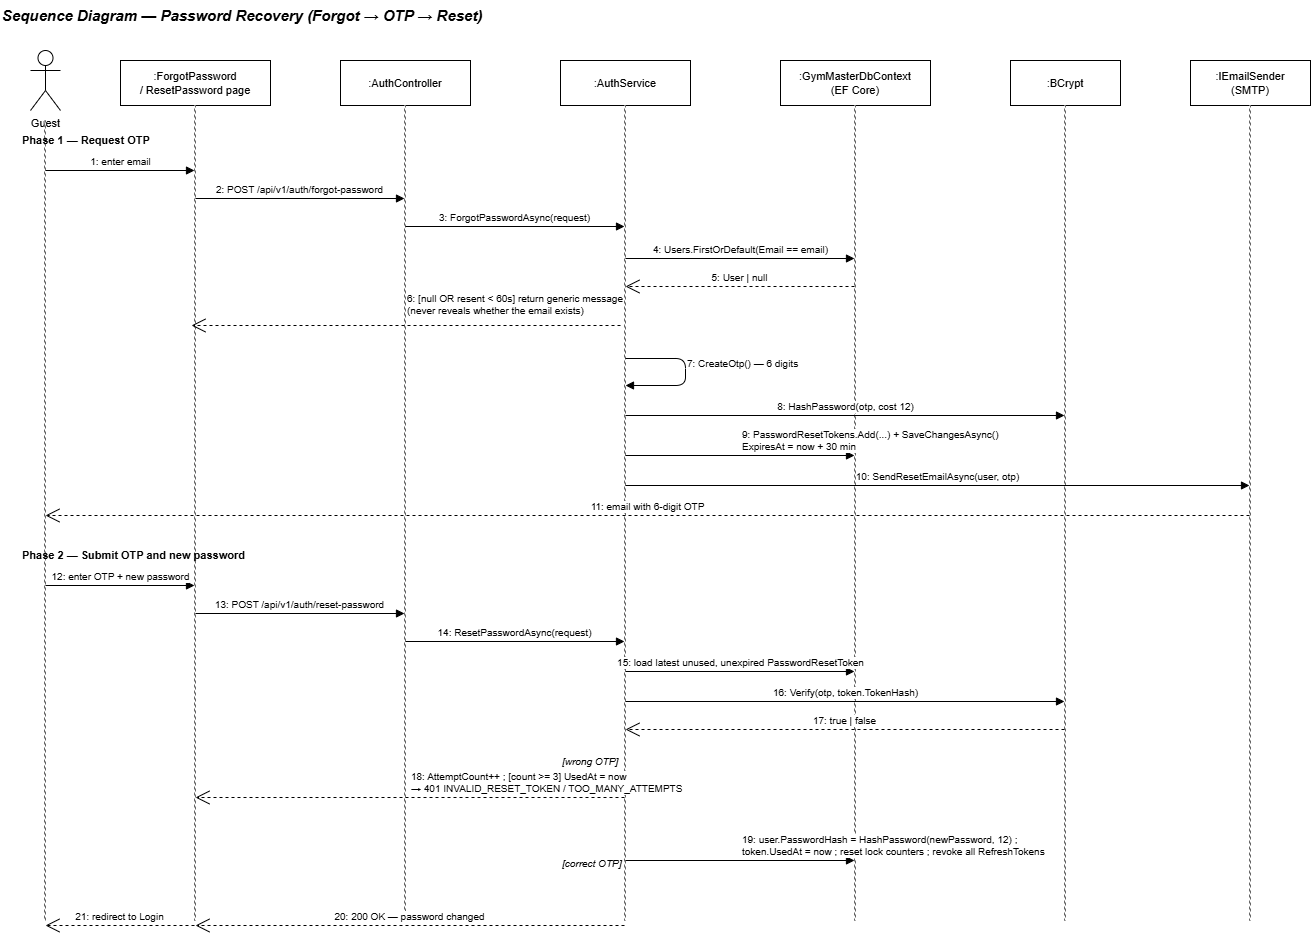 Sequence Diagram — Password Recovery (Forgot → OTP → Reset)
Guest
:ForgotPassword
/ ResetPassword page
:AuthController
:AuthService
:GymMasterDbContext
(EF Core)
:BCrypt
:IEmailSender
(SMTP)
Phase 1 — Request OTP
1: enter email
2: POST /api/v1/auth/forgot-password
3: ForgotPasswordAsync(request)
4: Users.FirstOrDefault(Email == email)
5: User | null
6: [null OR resent < 60s] return generic message
(never reveals whether the email exists)
7: CreateOtp() — 6 digits
8: HashPassword(otp, cost 12)
9: PasswordResetTokens.Add(...) + SaveChangesAsync()
ExpiresAt = now + 30 min
10: SendResetEmailAsync(user, otp)
11: email with 6-digit OTP
Phase 2 — Submit OTP and new password
12: enter OTP + new password
13: POST /api/v1/auth/reset-password
14: ResetPasswordAsync(request)
15: load latest unused, unexpired PasswordResetToken
16: Verify(otp, token.TokenHash)
17: true | false
[wrong OTP]
18: AttemptCount++ ; [count >= 3] UsedAt = now
→ 401 INVALID_RESET_TOKEN / TOO_MANY_ATTEMPTS
19: user.PasswordHash = HashPassword(newPassword, 12) ;
token.UsedAt = now ; reset lock counters ; revoke all RefreshTokens
[correct OTP]
20: 200 OK — password changed
21: redirect to Login